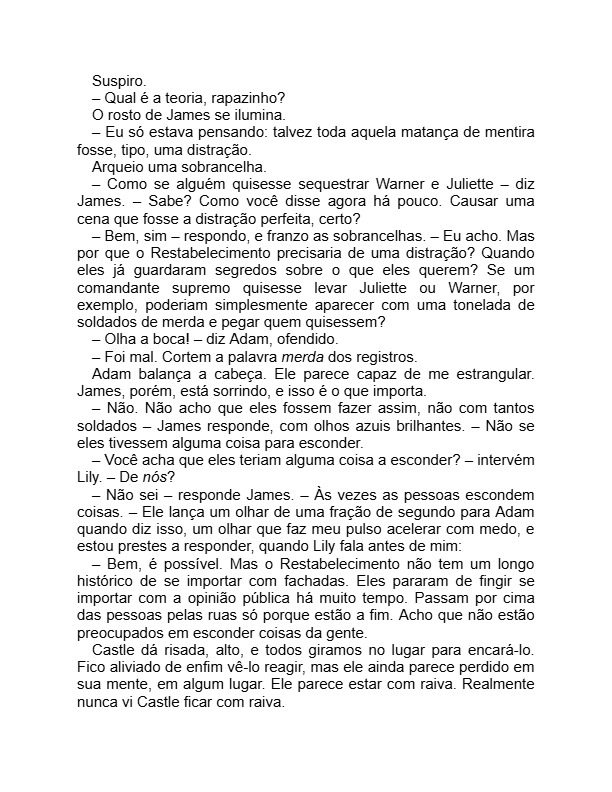 Suspiro.
– Qual é a teoria, rapazinho?
O rosto de James se ilumina.
– Eu só estava pensando: talvez toda aquela matança de mentira
fosse, tipo, uma distração.
Arqueio uma sobrancelha.
– Como se alguém quisesse sequestrar Warner e Juliette – diz
James. – Sabe? Como você disse agora há pouco. Causar uma
cena que fosse a distração perfeita, certo?
– Bem, sim – respondo, e franzo as sobrancelhas. – Eu acho. Mas
por que o Restabelecimento precisaria de uma distração? Quando
eles já guardaram segredos sobre o que eles querem? Se um
comandante supremo quisesse levar Juliette ou Warner, por
exemplo, poderiam simplesmente aparecer com uma tonelada de
soldados de merda e pegar quem quisessem?
– Olha a boca! – diz Adam, ofendido.
– Foi mal. Cortem a palavra merda dos registros.
Adam balança a cabeça. Ele parece capaz de me estrangular.
James, porém, está sorrindo, e isso é o que importa.
– Não. Não acho que eles fossem fazer assim, não com tantos
soldados – James responde, com olhos azuis brilhantes. – Não se
eles tivessem alguma coisa para esconder.
– Você acha que eles teriam alguma coisa a esconder? – intervém
Lily. – De nós?
– Não sei – responde James. – Às vezes as pessoas escondem
coisas. – Ele lança um olhar de uma fração de segundo para Adam
quando diz isso, um olhar que faz meu pulso acelerar com medo, e
estou prestes a responder, quando Lily fala antes de mim:
– Bem, é possível. Mas o Restabelecimento não tem um longo
histórico de se importar com fachadas. Eles pararam de fingir se
importar com a opinião pública há muito tempo. Passam por cima
das pessoas pelas ruas só porque estão a fim. Acho que não estão
preocupados em esconder coisas da gente.
Castle dá risada, alto, e todos giramos no lugar para encará-lo.
Fico aliviado de enfim vê-lo reagir, mas ele ainda parece perdido em
sua mente, em algum lugar. Ele parece estar com raiva. Realmente
nunca vi Castle ficar com raiva.